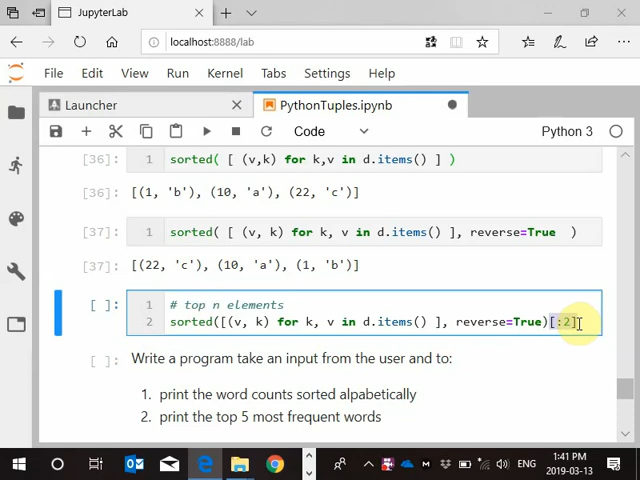 JupyterLab
localhost:8888/lab
File Edit View Run Kernel Tabs Settings Help
Launcher
PythonTuples.ipynb
Code
Python 3
[36]: 1 sorted( [ (v,k) for k,v in d.items() ] )
[36]: [(1, 'b'), (10, 'a'), (22, 'c')]
[37]: 1 sorted( [ (v, k) for k, v in d.items() ], reverse=True )
[37]: [(22, 'c'), (10, 'a'), (1, 'b')]
[ ]: 1 # top n elements
2 sorted([(v, k) for k, v in d.items() ], reverse=True)[:2]
[ ]: Write a program take an input from the user and to:
1. print the word counts sorted alpabetically
2. print the top 5 most frequent words
ENG
1:41 PM
2019-03-13